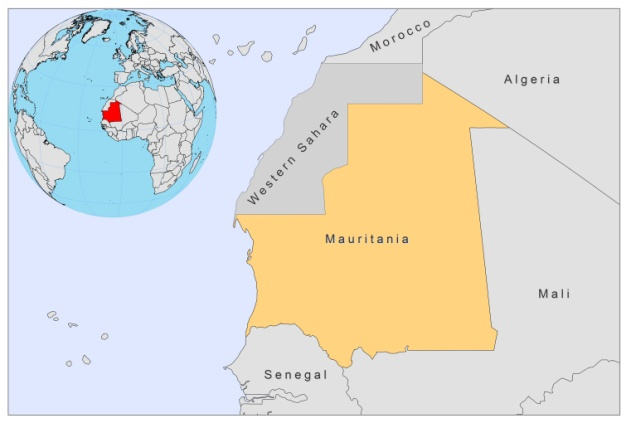 Morocco
Algeria
Western Sahara
Mauritania
Mali
Senegal